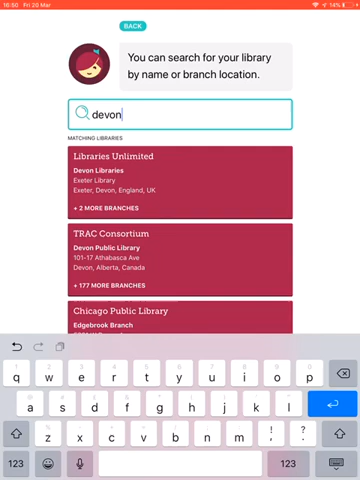 16:50 Fri 20 Mar
14%
BACK
You can search for your library
by name or branch location.
devon
MATCHING LIBRARIES
Libraries Unlimited
Devon Libraries
Exeter Library
Exeter, Devon, England, UK
+ 2 MORE BRANCHES
TRAC Consortium
Devon Public Library
101-17 Athabasca Ave
Devon, Alberta, Canada
+ 177 MORE BRANCHES
Chicago Public Library
Edgebrook Branch
q w e r t y u i o p
a s d f g h j k l
z x c v b n m ! , ? .
123 123